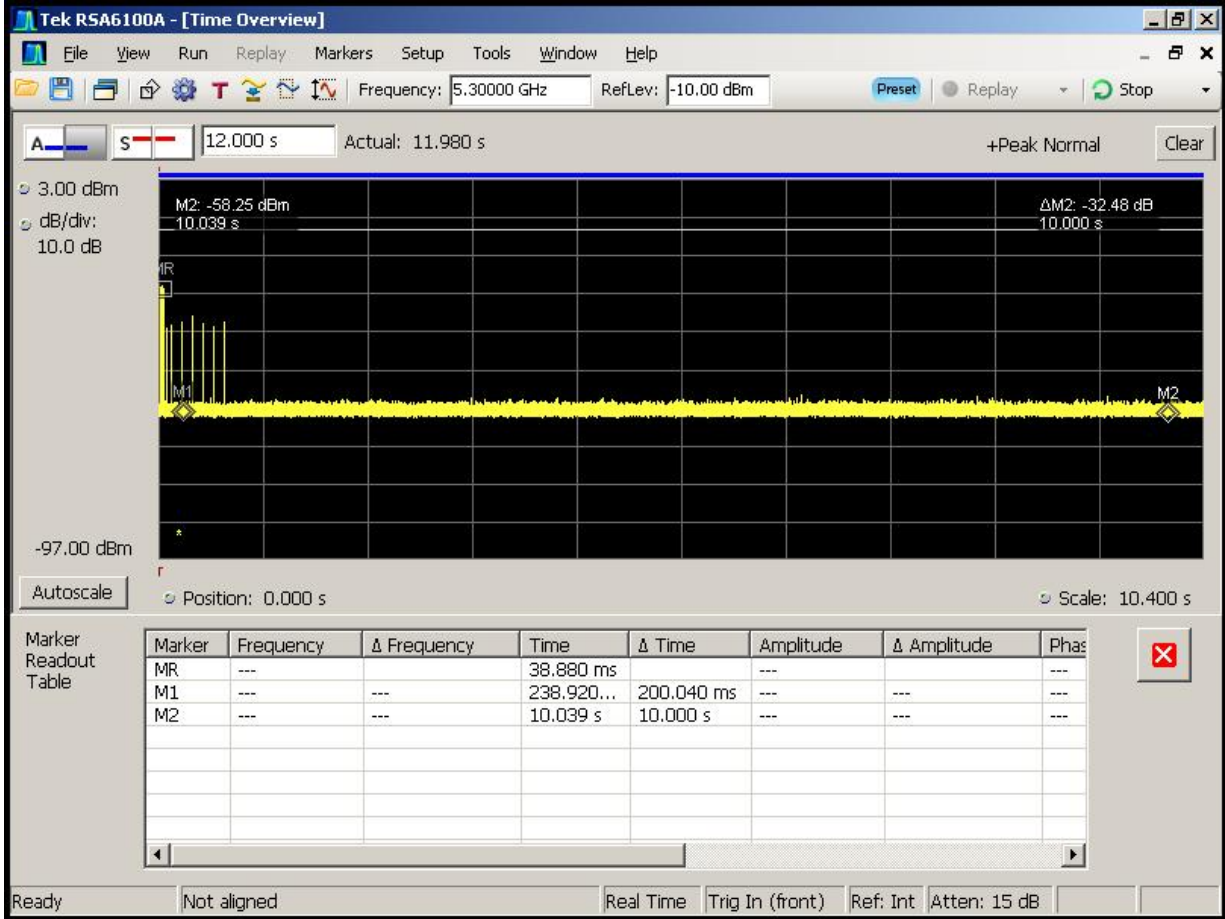 Tek RSA6100A - [Time Overview]
File View Run Replay Markers Setup Tools Window Help
T Frequency: 5.30000 GHz RefLev: -10.00 dBm Preset Replay Stop
A S 12.000 s Actual: 11.980 s +Peak Normal Clear
3.00 dBm
dB/div:
10.0 dB
M2: -58.25 dBm
10.039 s
ΔM2: -32.48 dB
10.000 s
MR
M1
M2
-97.00 dBm
Autoscale
Position: 0.000 s
Scale: 10.400 s
Marker
Readout
Table
Marker Frequency Δ Frequency Time Δ Time Amplitude Δ Amplitude Phas
MR --- 38.880 ms --- ---
M1 --- --- 238.920... 200.040 ms --- --- ---
M2 --- --- 10.039 s 10.000 s --- --- ---
Ready Not aligned Real Time Trig In (front) Ref: Int Atten: 15 dB